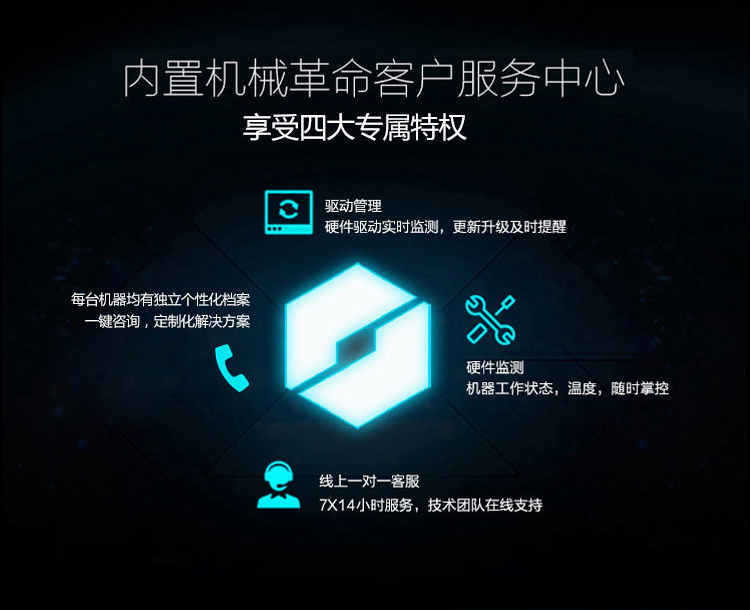 内置机械革命客户服务中心
享受四大专属特权
驱动管理
硬件驱动实时监测，更新升级及时提醒
每台机器均有独立个性化档案
一键咨询，定制化解决方案
硬件监测
机器工作状态，温度，随时掌控
线上一对一客服
7X14小时服务，技术团队在线支持